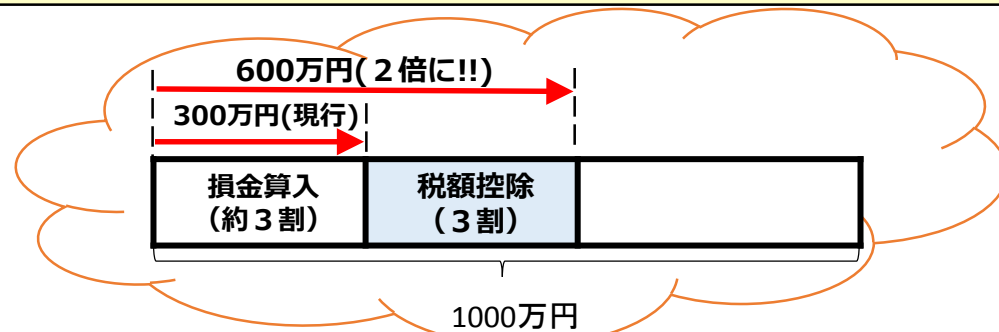 600万円(２倍に!!)
300万円(現行)
損金算入
（約３割）
税額控除
（３割）
1000万円